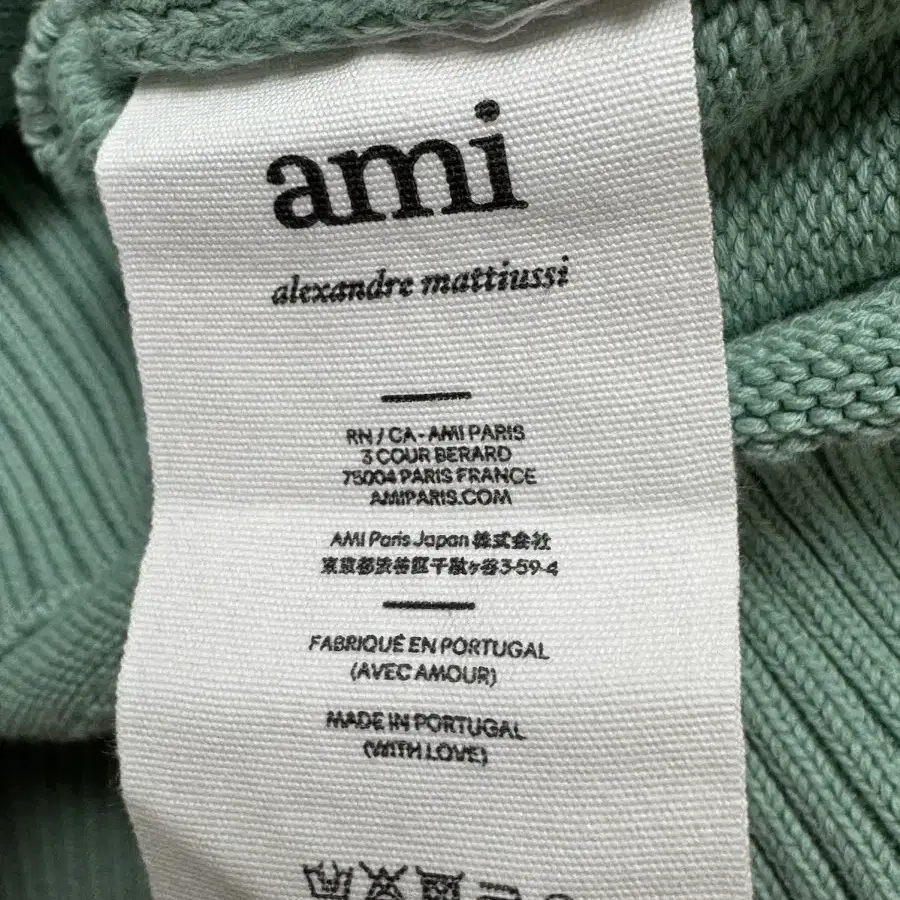 ami
alexandre mattiussi
RN / CA - AMI PARIS
3 COUR BERARD
75004 PARIS FRANCE
AMIPARIS.COM
AMI Paris Japan 株式会社
東京都渋谷区千駄ヶ谷3-59-4
FABRIQUÉ EN PORTUGAL
(AVEC AMOUR)
MADE IN PORTUGAL
(WITH LOVE)